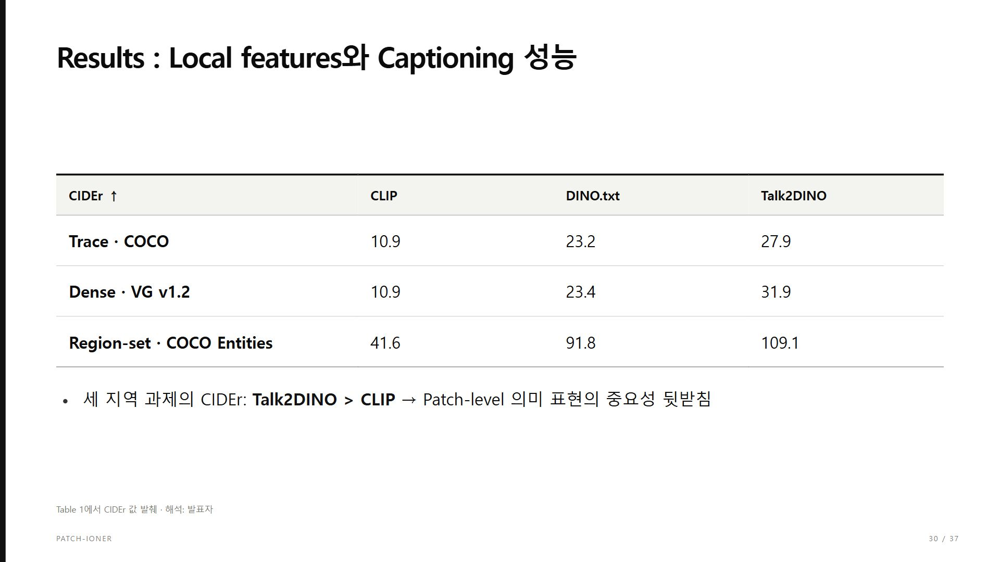 Results : Local features와 Captioning 성능
CIDEr ↑ CLIP DINO.txt Talk2DINO
Trace · COCO 10.9 23.2 27.9
Dense · VG v1.2 10.9 23.4 31.9
Region-set · COCO Entities 41.6 91.8 109.1
• 세 지역 과제의 CIDEr: Talk2DINO > CLIP → Patch-level 의미 표현의 중요성 뒷받침
Table 1에서 CIDEr 값 발췌 · 해석: 발표자
PATCH-IONER 30 / 37